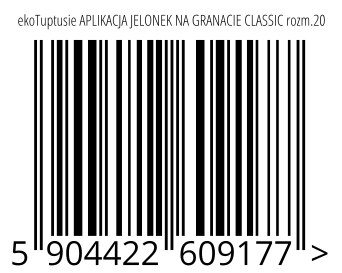 ekoTuptusie APLIKACJA JELONEK NA GRANACIE CLASSIC rozm.20
5 904422 609177 >